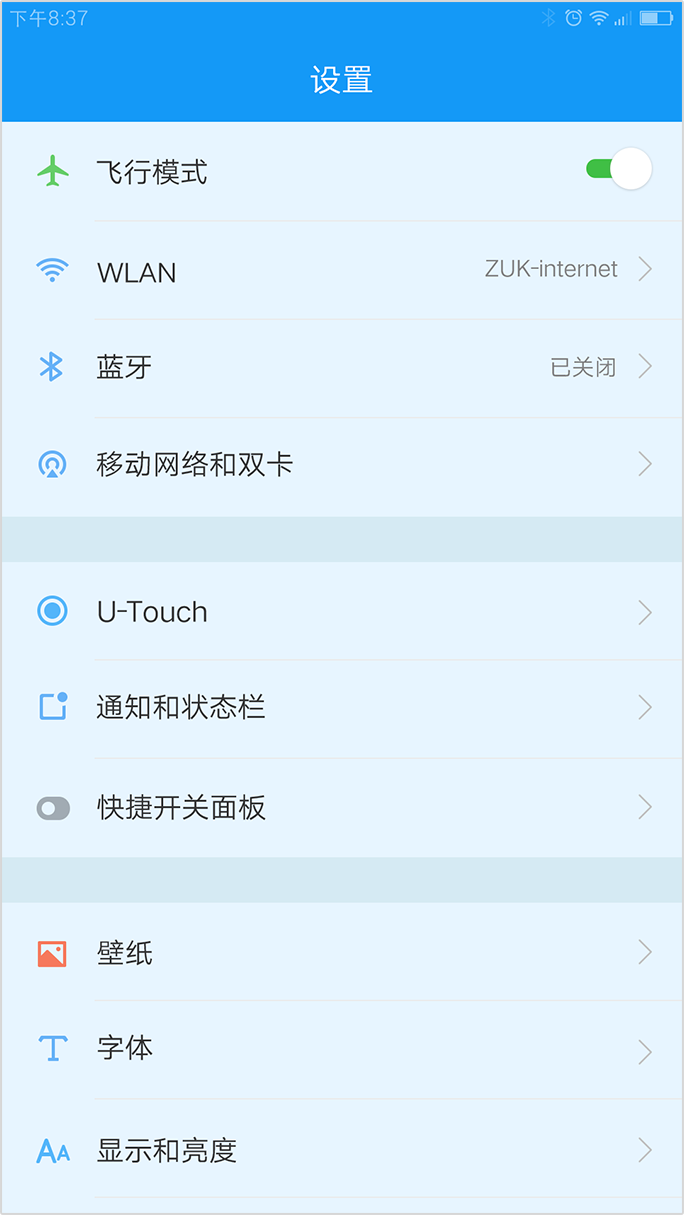 下午8:37
设置
飞行模式
WLAN ZUK-internet
蓝牙 已关闭
移动网络和双卡
U-Touch
通知和状态栏
快捷开关面板
壁纸
字体
显示和亮度